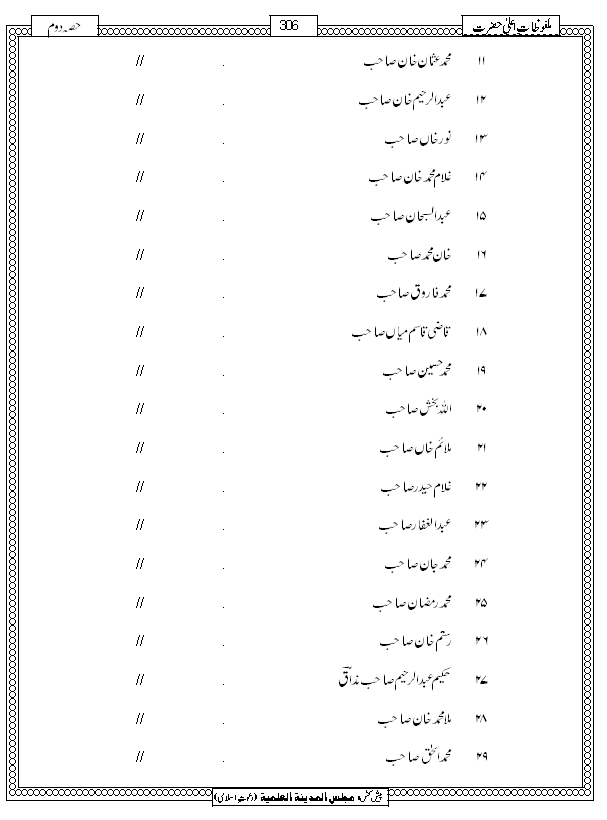 ملفوظاتِ اعلیٰ حضرت 306 حصہ دوم
۱۱ محمد عثمان خان صاحب . //
۱۲ عبدالرحیم خان صاحب . //
۱۳ نور خاں صاحب . //
۱۴ غلام محمد خان صاحب . //
۱۵ عبدالسبحان صاحب . //
۱۶ خان محمد صاحب . //
۱۷ محمد فاروق صاحب . //
۱۸ قاضی قاسم میاں صاحب . //
۱۹ محمد حسین صاحب . //
۲۰ اللہ بخش صاحب . //
۲۱ ملائم خاں صاحب . //
۲۲ غلام حیدر صاحب . //
۲۳ عبدالغفار صاحب . //
۲۴ محمد جان صاحب . //
۲۵ محمد رمضان صاحب . //
۲۶ رستم خان صاحب . //
۲۷ حکیم عبدالرحیم صاحب مذاقؔ . //
۲۸ ملا محمد خان صاحب . //
۲۹ محمد الحق صاحب . //
پیش کش: مجلس المدینة العلمیة (دعوتِ اسلامی)